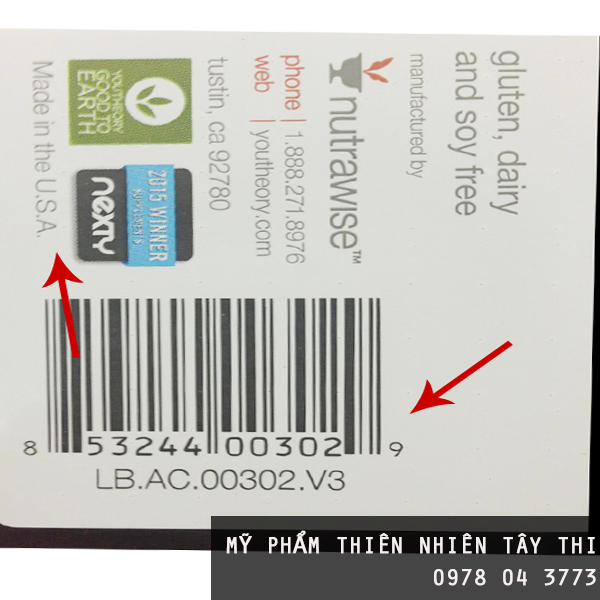 gluten, dairy
and soy free
manufactured by
nutrawise™
phone | 1.888.271.8976
web | youtheory.com
tustin, ca 92780
YOUTHEORY
GOOD TO
EARTH
2015 WINNER
nexty
Made in the U.S.A.
8 53244 00302 9
LB.AC.00302.V3
MỸ PHẨM THIÊN NHIÊN TÂY THI
0978 04 3773